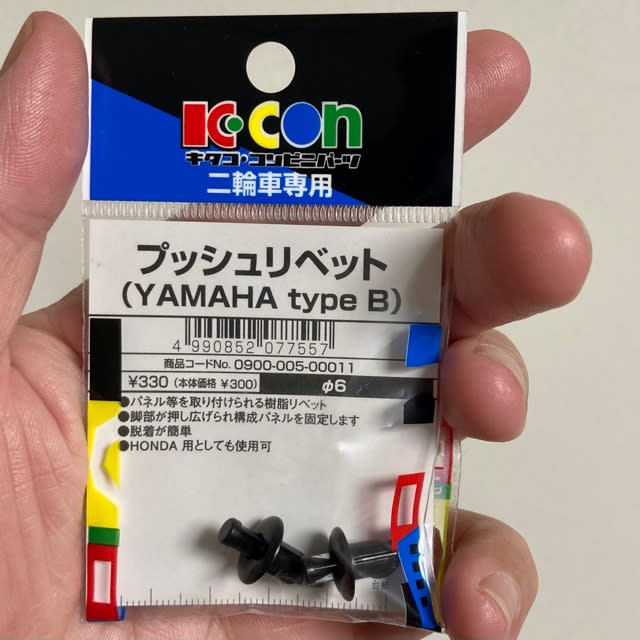 K・CON
キタコ・コンビニパーツ
二輪車専用
プッシュリベット
(YAMAHA type B)
4 990852 077557
商品コードNo. 0900-005-00011
¥330 (本体価格 ¥300) φ6
●パネル等を取り付けられる樹脂リベット
●脚部が押し広げられ構成パネルを固定します
●脱着が簡単
●HONDA 用としても使用可